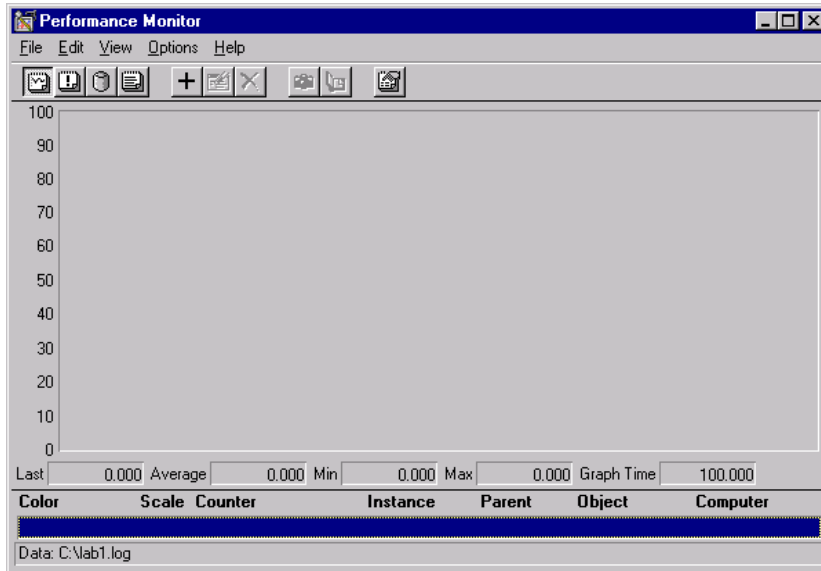 Performance Monitor
File Edit View Options Help
100
90
80
70
60
50
40
30
20
10
0
Last 0.000 Average 0.000 Min 0.000 Max 0.000 Graph Time 100.000
Color Scale Counter Instance Parent Object Computer
Data: C:\lab1.log